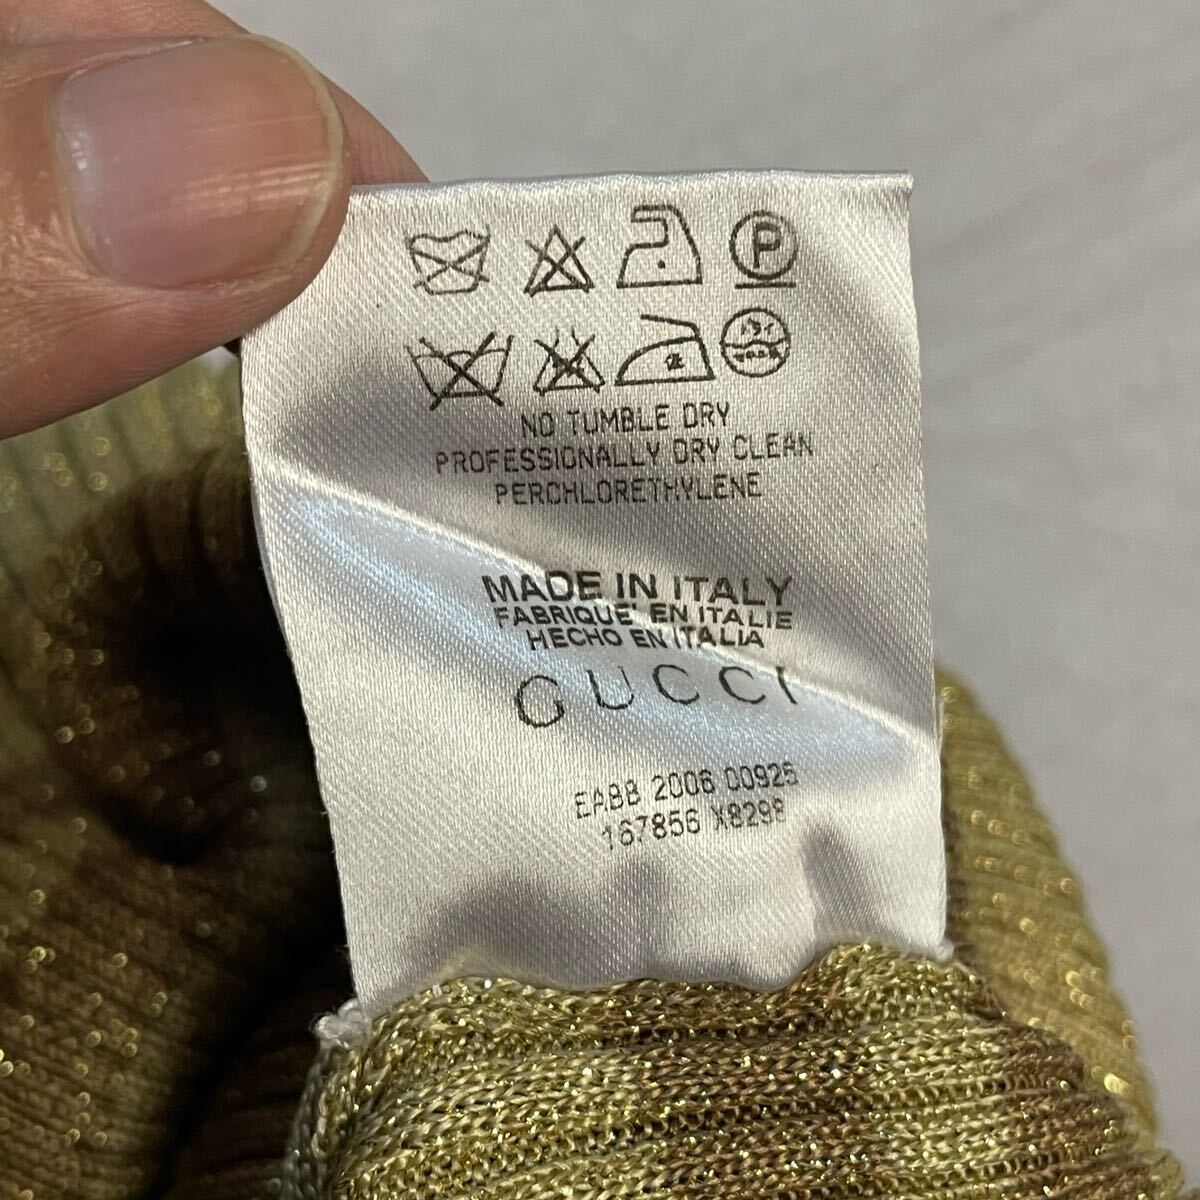 P
NO TUMBLE DRY
PROFESSIONALLY DRY CLEAN
PERCHLORETHYLENE
MADE IN ITALY
FABRIQUE' EN ITALIE
HECHO EN ITALIA
GUCCI
EABB 2006 00925
167856 X8298